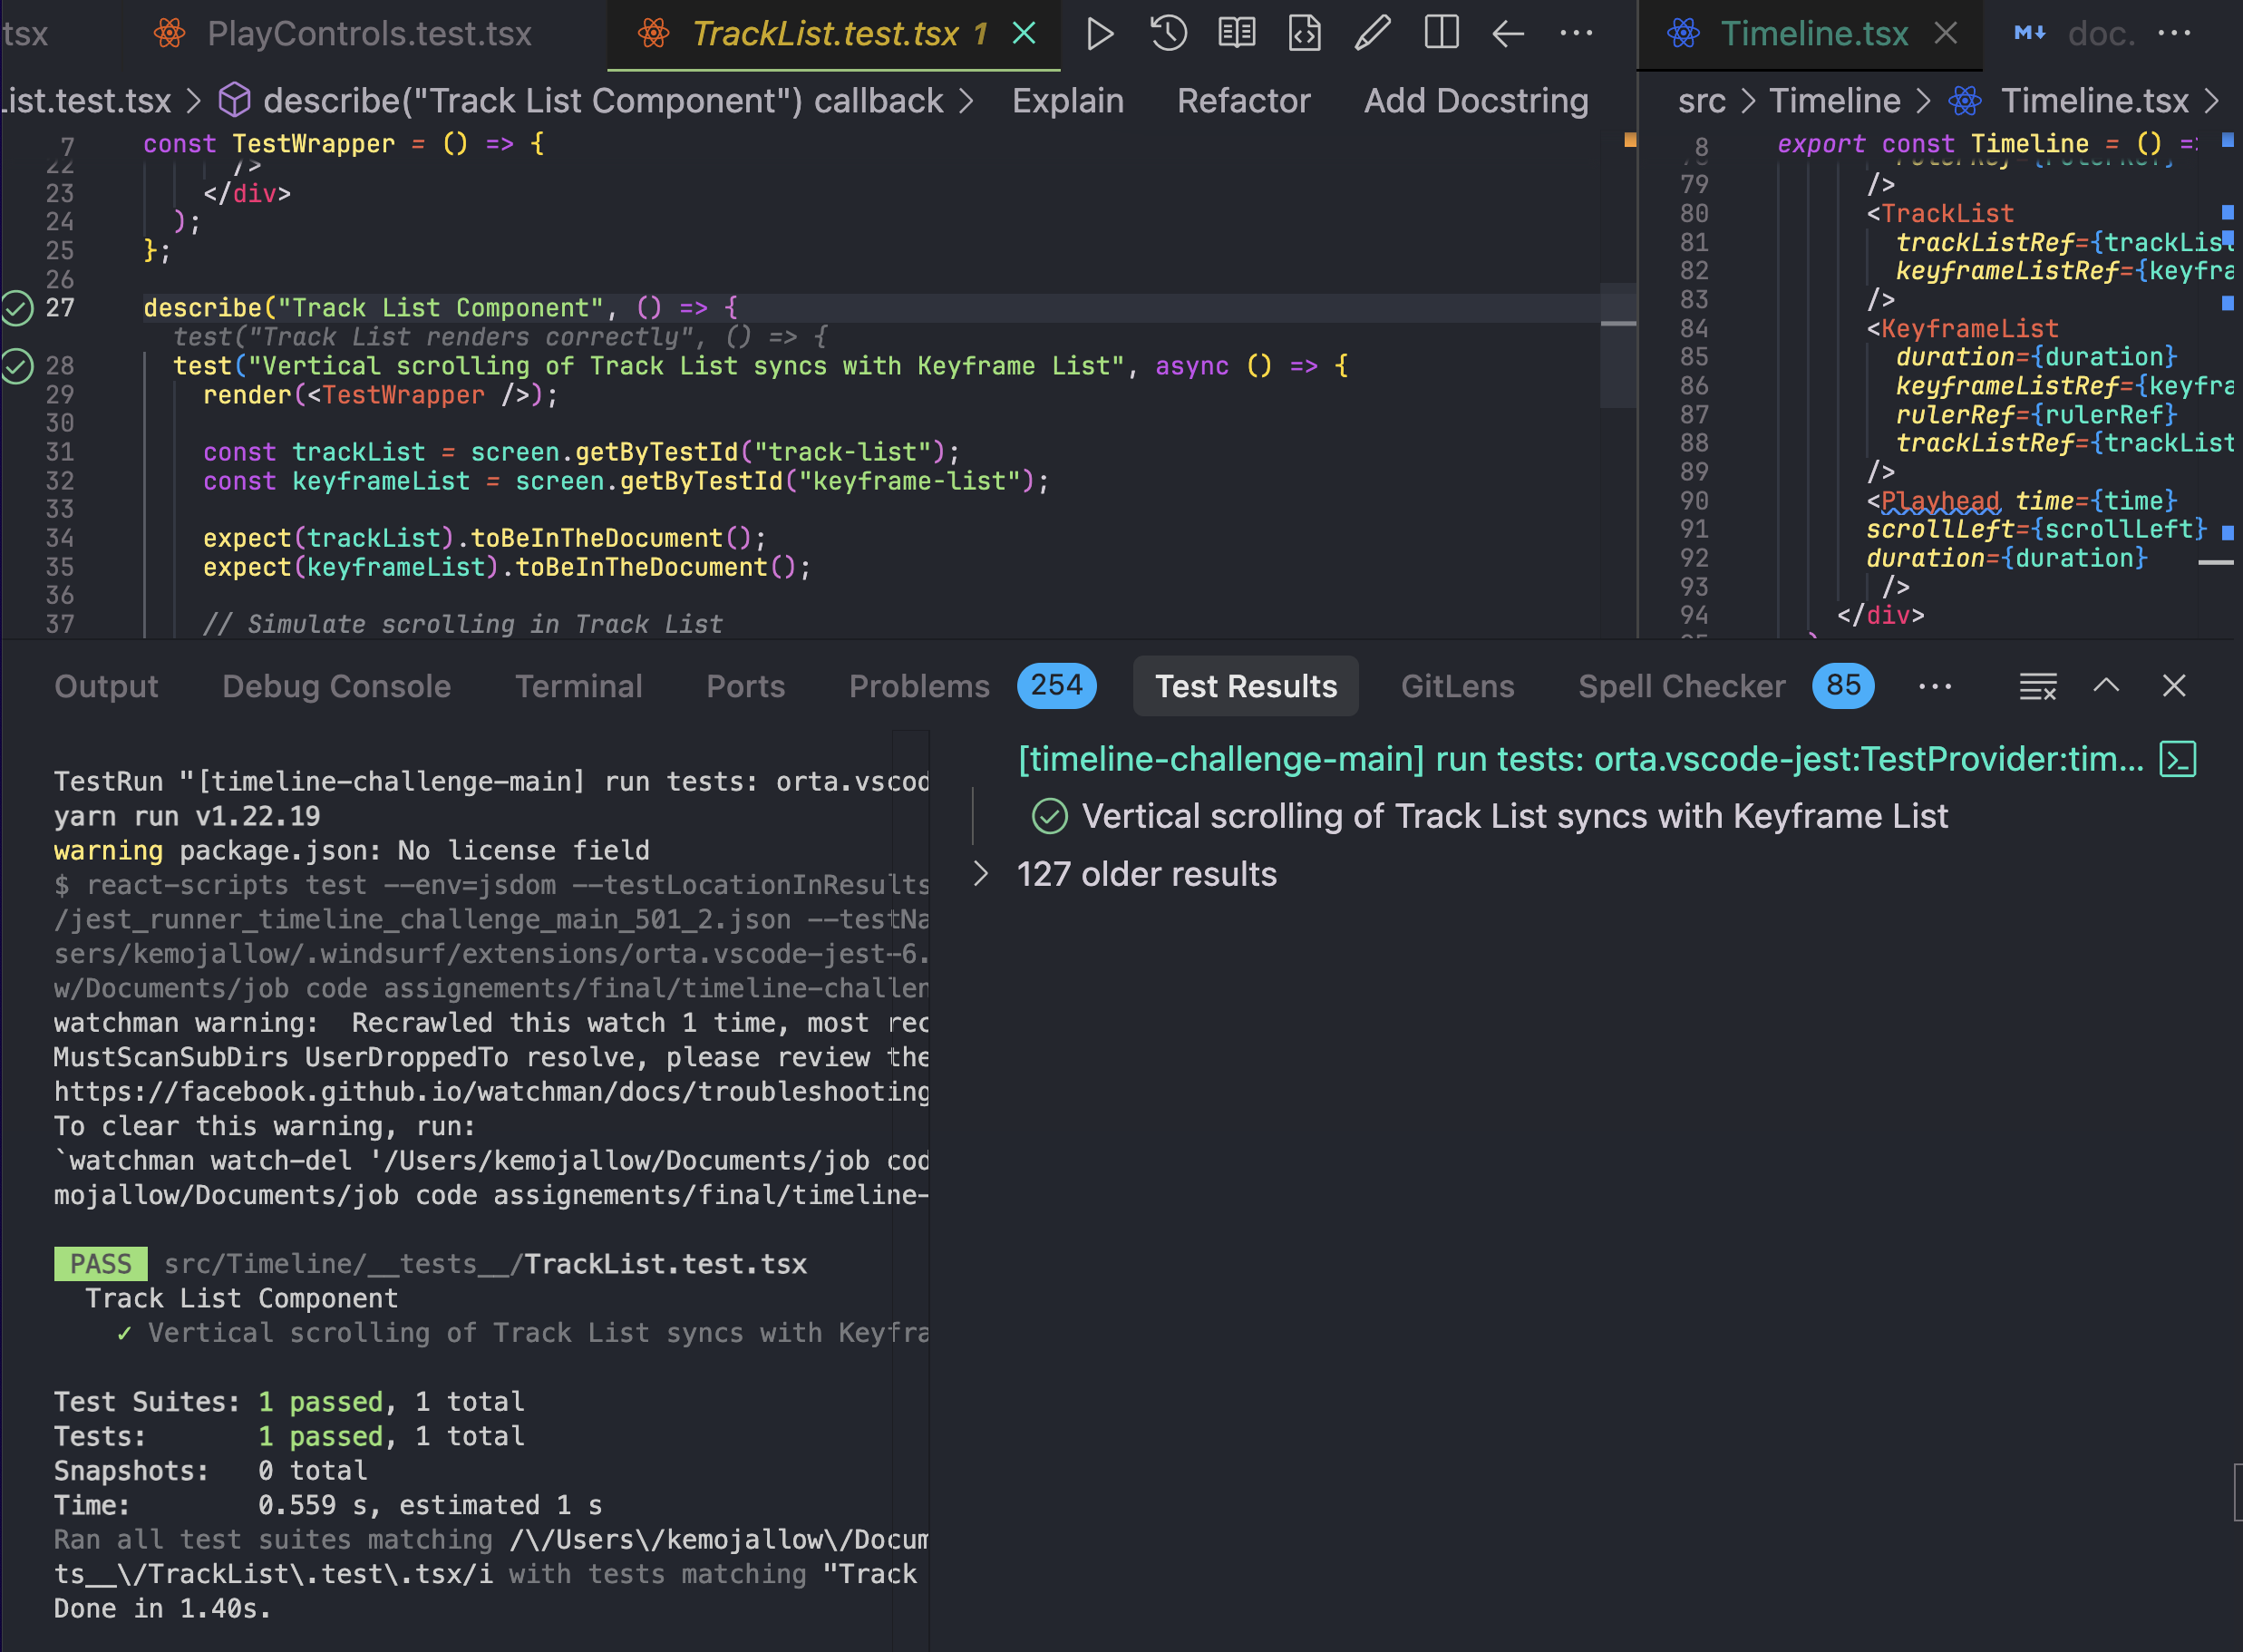 tsx PlayControls.test.tsx TrackList.test.tsx 1
List.test.tsx > describe("Track List Component") callback > Explain Refactor Add Docstring
7 const TestWrapper = () => {
22 />
23 </div>
24 );
25 };
26
27 describe("Track List Component", () => {
test("Track List renders correctly", () => {
28 test("Vertical scrolling of Track List syncs with Keyframe List", async () => {
29 render(<TestWrapper />);
30
31 const trackList = screen.getByTestId("track-list");
32 const keyframeList = screen.getByTestId("keyframe-list");
33
34 expect(trackList).toBeInTheDocument();
35 expect(keyframeList).toBeInTheDocument();
36
37 // Simulate scrolling in Track List
Timeline.tsx doc.
src > Timeline > Timeline.tsx >
8 export const Timeline = () =
79 />
80 <TrackList
81 trackListRef={trackList
82 keyframeListRef={keyfra
83 />
84 <KeyframeList
85 duration={duration}
86 keyframeListRef={keyfra
87 rulerRef={rulerRef}
88 trackListRef={trackList
89 />
90 <Playhead time={time}
91 scrollLeft={scrollLeft}
92 duration={duration}
93 />
94 </div>
Output Debug Console Terminal Ports Problems 254 Test Results GitLens Spell Checker 85
TestRun "[timeline-challenge-main] run tests: orta.vscod
yarn run v1.22.19
warning package.json: No license field
$ react-scripts test --env=jsdom --testLocationInResults
/jest_runner_timeline_challenge_main_501_2.json --testNa
sers/kemojallow/.windsurf/extensions/orta.vscode-jest-6.
w/Documents/job code assignements/final/timeline-challen
watchman warning:  Recrawled this watch 1 time, most rec
MustScanSubDirs UserDroppedTo resolve, please review the
https://facebook.github.io/watchman/docs/troubleshooting
To clear this warning, run:
`watchman watch-del '/Users/kemojallow/Documents/job cod
mojallow/Documents/job code assignements/final/timeline-
PASS src/Timeline/__tests__/TrackList.test.tsx
Track List Component
✓ Vertical scrolling of Track List syncs with Keyfra
Test Suites: 1 passed, 1 total
Tests: 1 passed, 1 total
Snapshots: 0 total
Time: 0.559 s, estimated 1 s
Ran all test suites matching /\/Users\/kemojallow\/Docum
ts__\/TrackList\.test\.tsx/i with tests matching "Track
Done in 1.40s.
[timeline-challenge-main] run tests: orta.vscode-jest:TestProvider:tim...
Vertical scrolling of Track List syncs with Keyframe List
127 older results